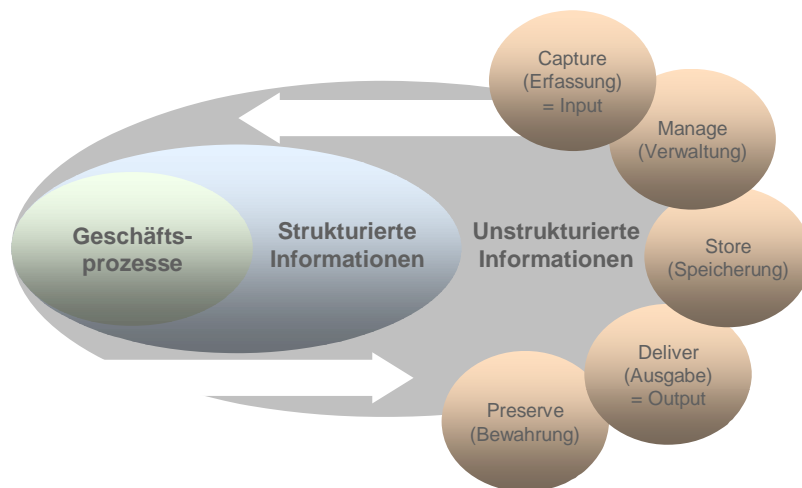 Capture
(Erfassung)
= Input
Manage
(Verwaltung)
Geschäfts-
prozesse
Strukturierte
Informationen
Unstrukturierte
Informationen
Store
(Speicherung)
Deliver
(Ausgabe)
= Output
Preserve
(Bewahrung)